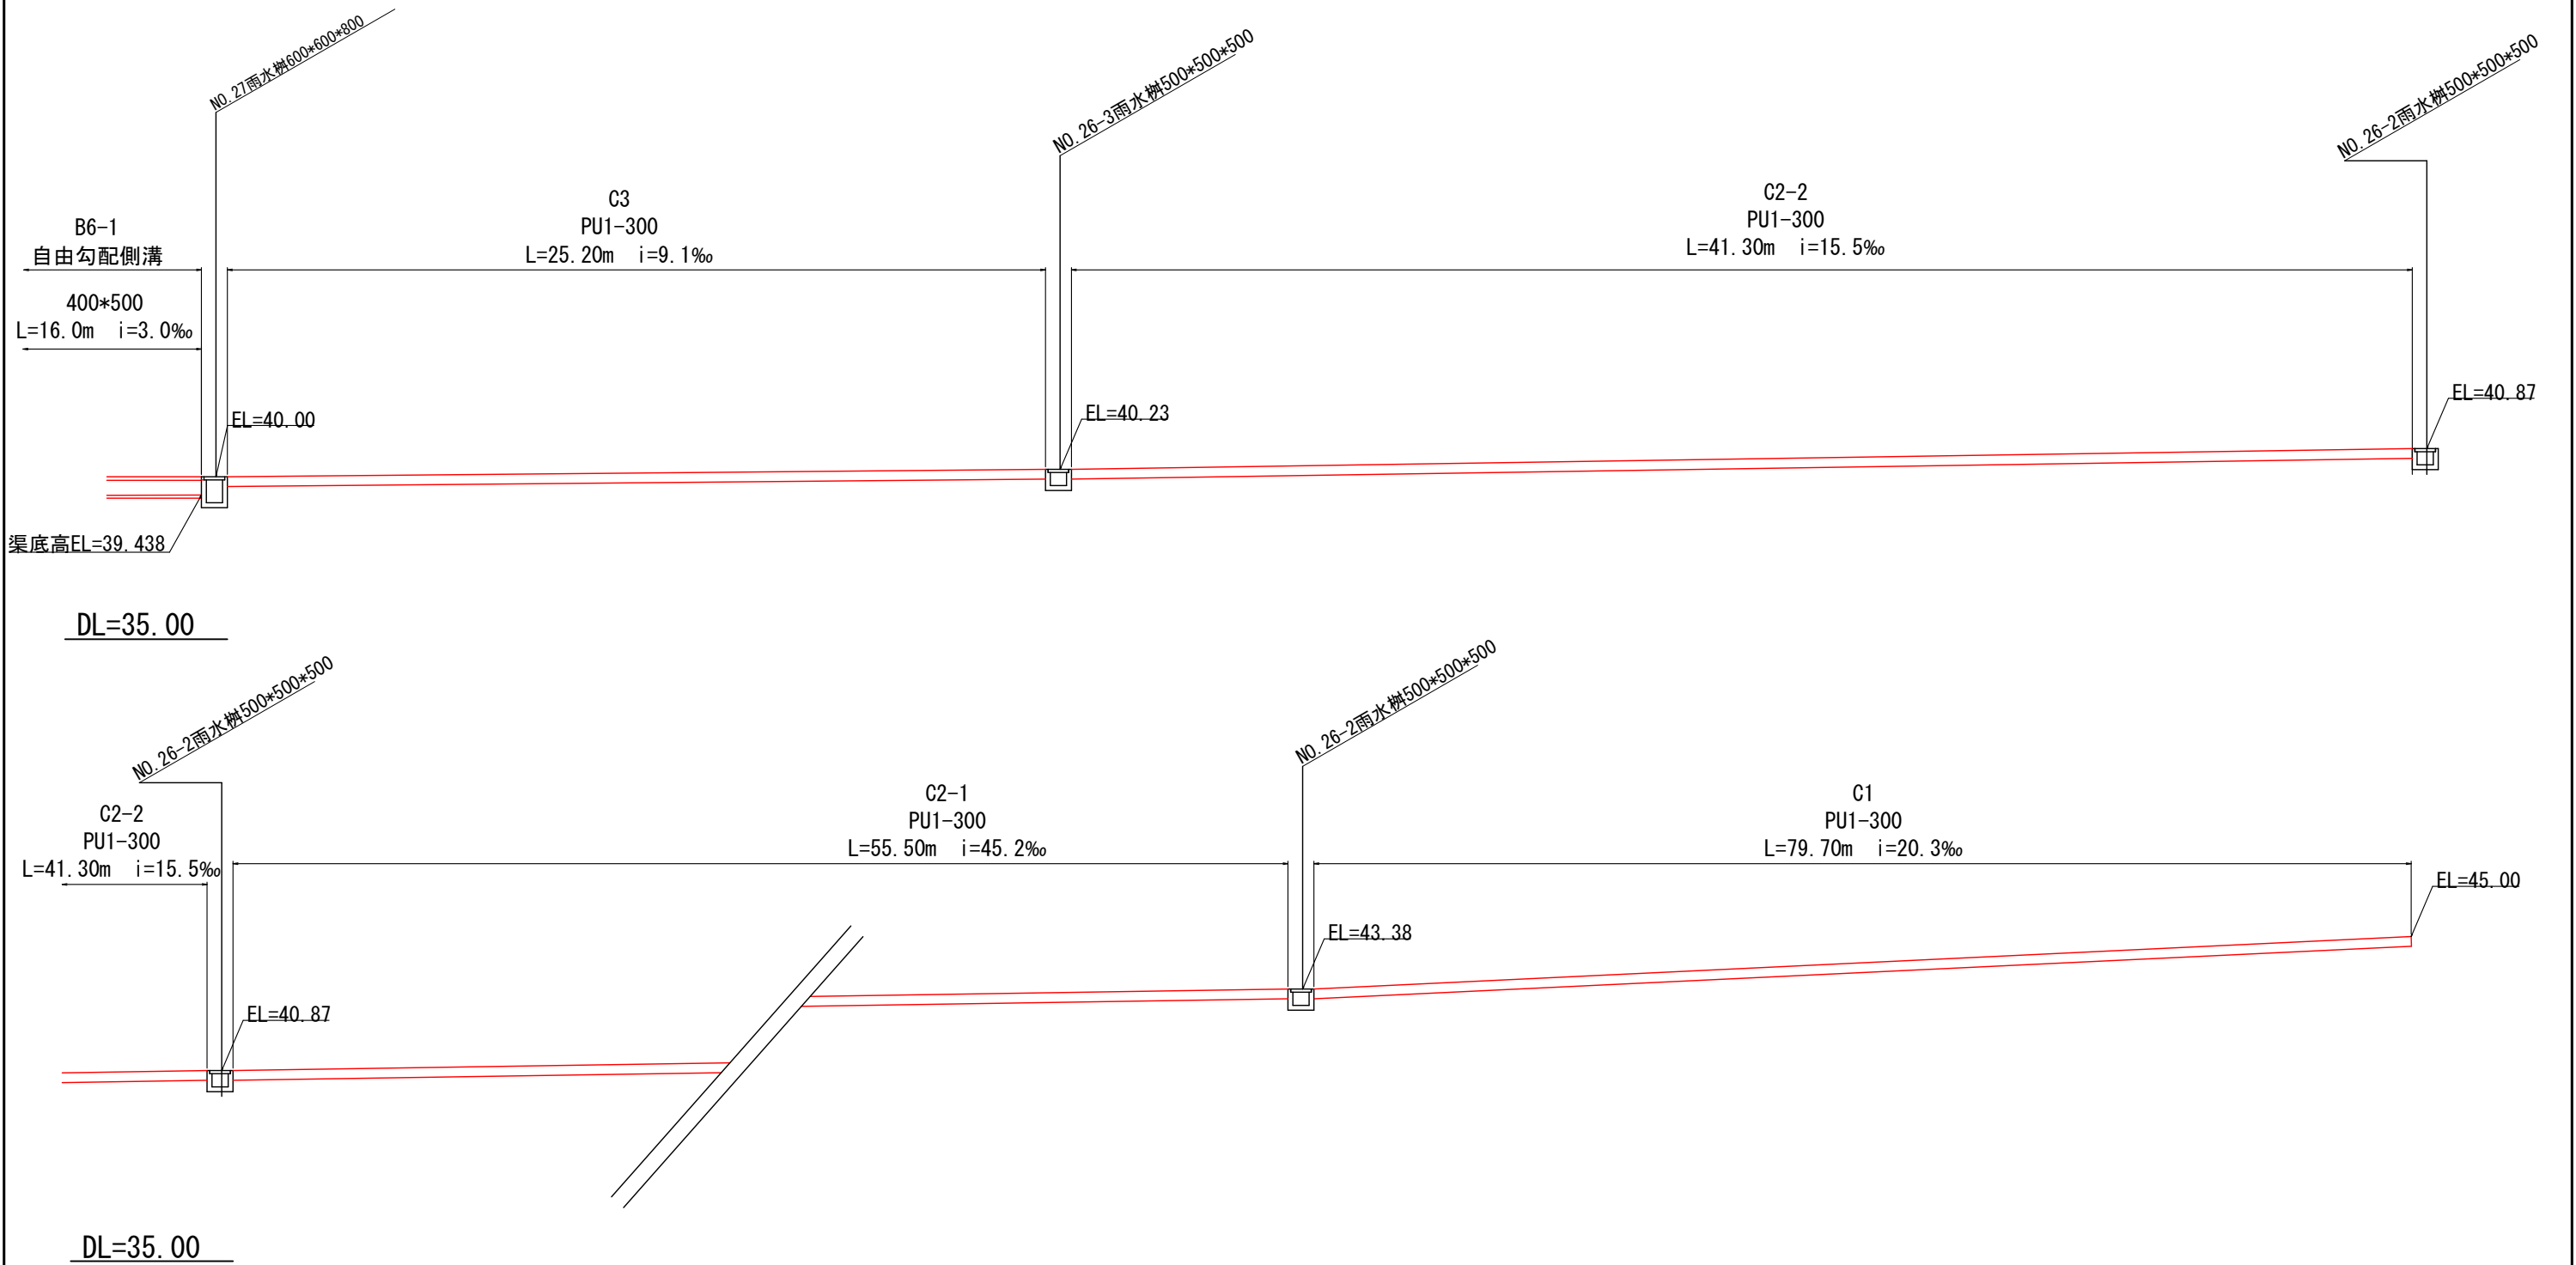 NO.27雨水桝600*600*800
NO.26-3雨水桝500*500*500
NO.26-2雨水桝500*500*500
B6-1
自由勾配側溝
400*500
L=16.0m i=3.0‰
C3
PU1-300
L=25.20m i=9.1‰
C2-2
PU1-300
L=41.30m i=15.5‰
EL=40.00
EL=40.23
EL=40.87
渠底高EL=39.438
DL=35.00
NO.26-2雨水桝500*500*500
NO.26-2雨水桝500*500*500
C2-2
PU1-300
L=41.30m i=15.5‰
C2-1
PU1-300
L=55.50m i=45.2‰
C1
PU1-300
L=79.70m i=20.3‰
EL=40.87
EL=43.38
EL=45.00
DL=35.00